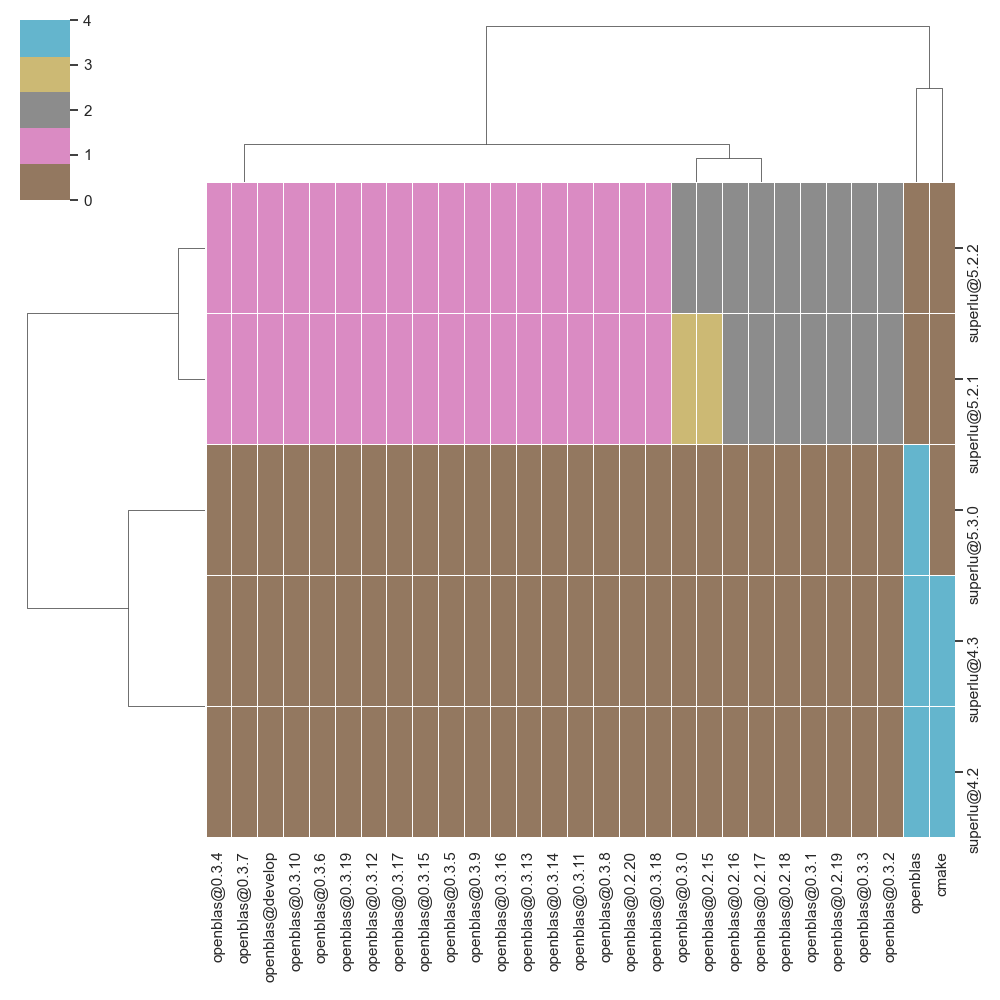 4
3
2
1
0
superlu@5.2.2
superlu@5.2.1
superlu@5.3.0
superlu@4.3
superlu@4.2
openblas@0.3.4
openblas@0.3.7
openblas@develop
openblas@0.3.10
openblas@0.3.6
openblas@0.3.19
openblas@0.3.12
openblas@0.3.17
openblas@0.3.15
openblas@0.3.5
openblas@0.3.9
openblas@0.3.16
openblas@0.3.13
openblas@0.3.14
openblas@0.3.11
openblas@0.3.8
openblas@0.2.20
openblas@0.3.18
openblas@0.3.0
openblas@0.2.15
openblas@0.2.16
openblas@0.2.17
openblas@0.2.18
openblas@0.3.1
openblas@0.2.19
openblas@0.3.3
openblas@0.3.2
openblas
cmake